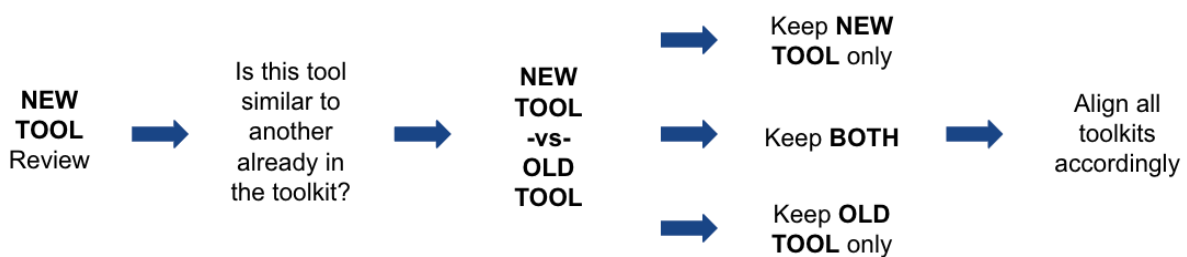 NEW
TOOL
Review
Is this tool
similar to
another
already in
the toolkit?
NEW
TOOL
-vs-
OLD
TOOL
Keep NEW
TOOL only
Keep BOTH
Keep OLD
TOOL only
Align all
toolkits
accordingly